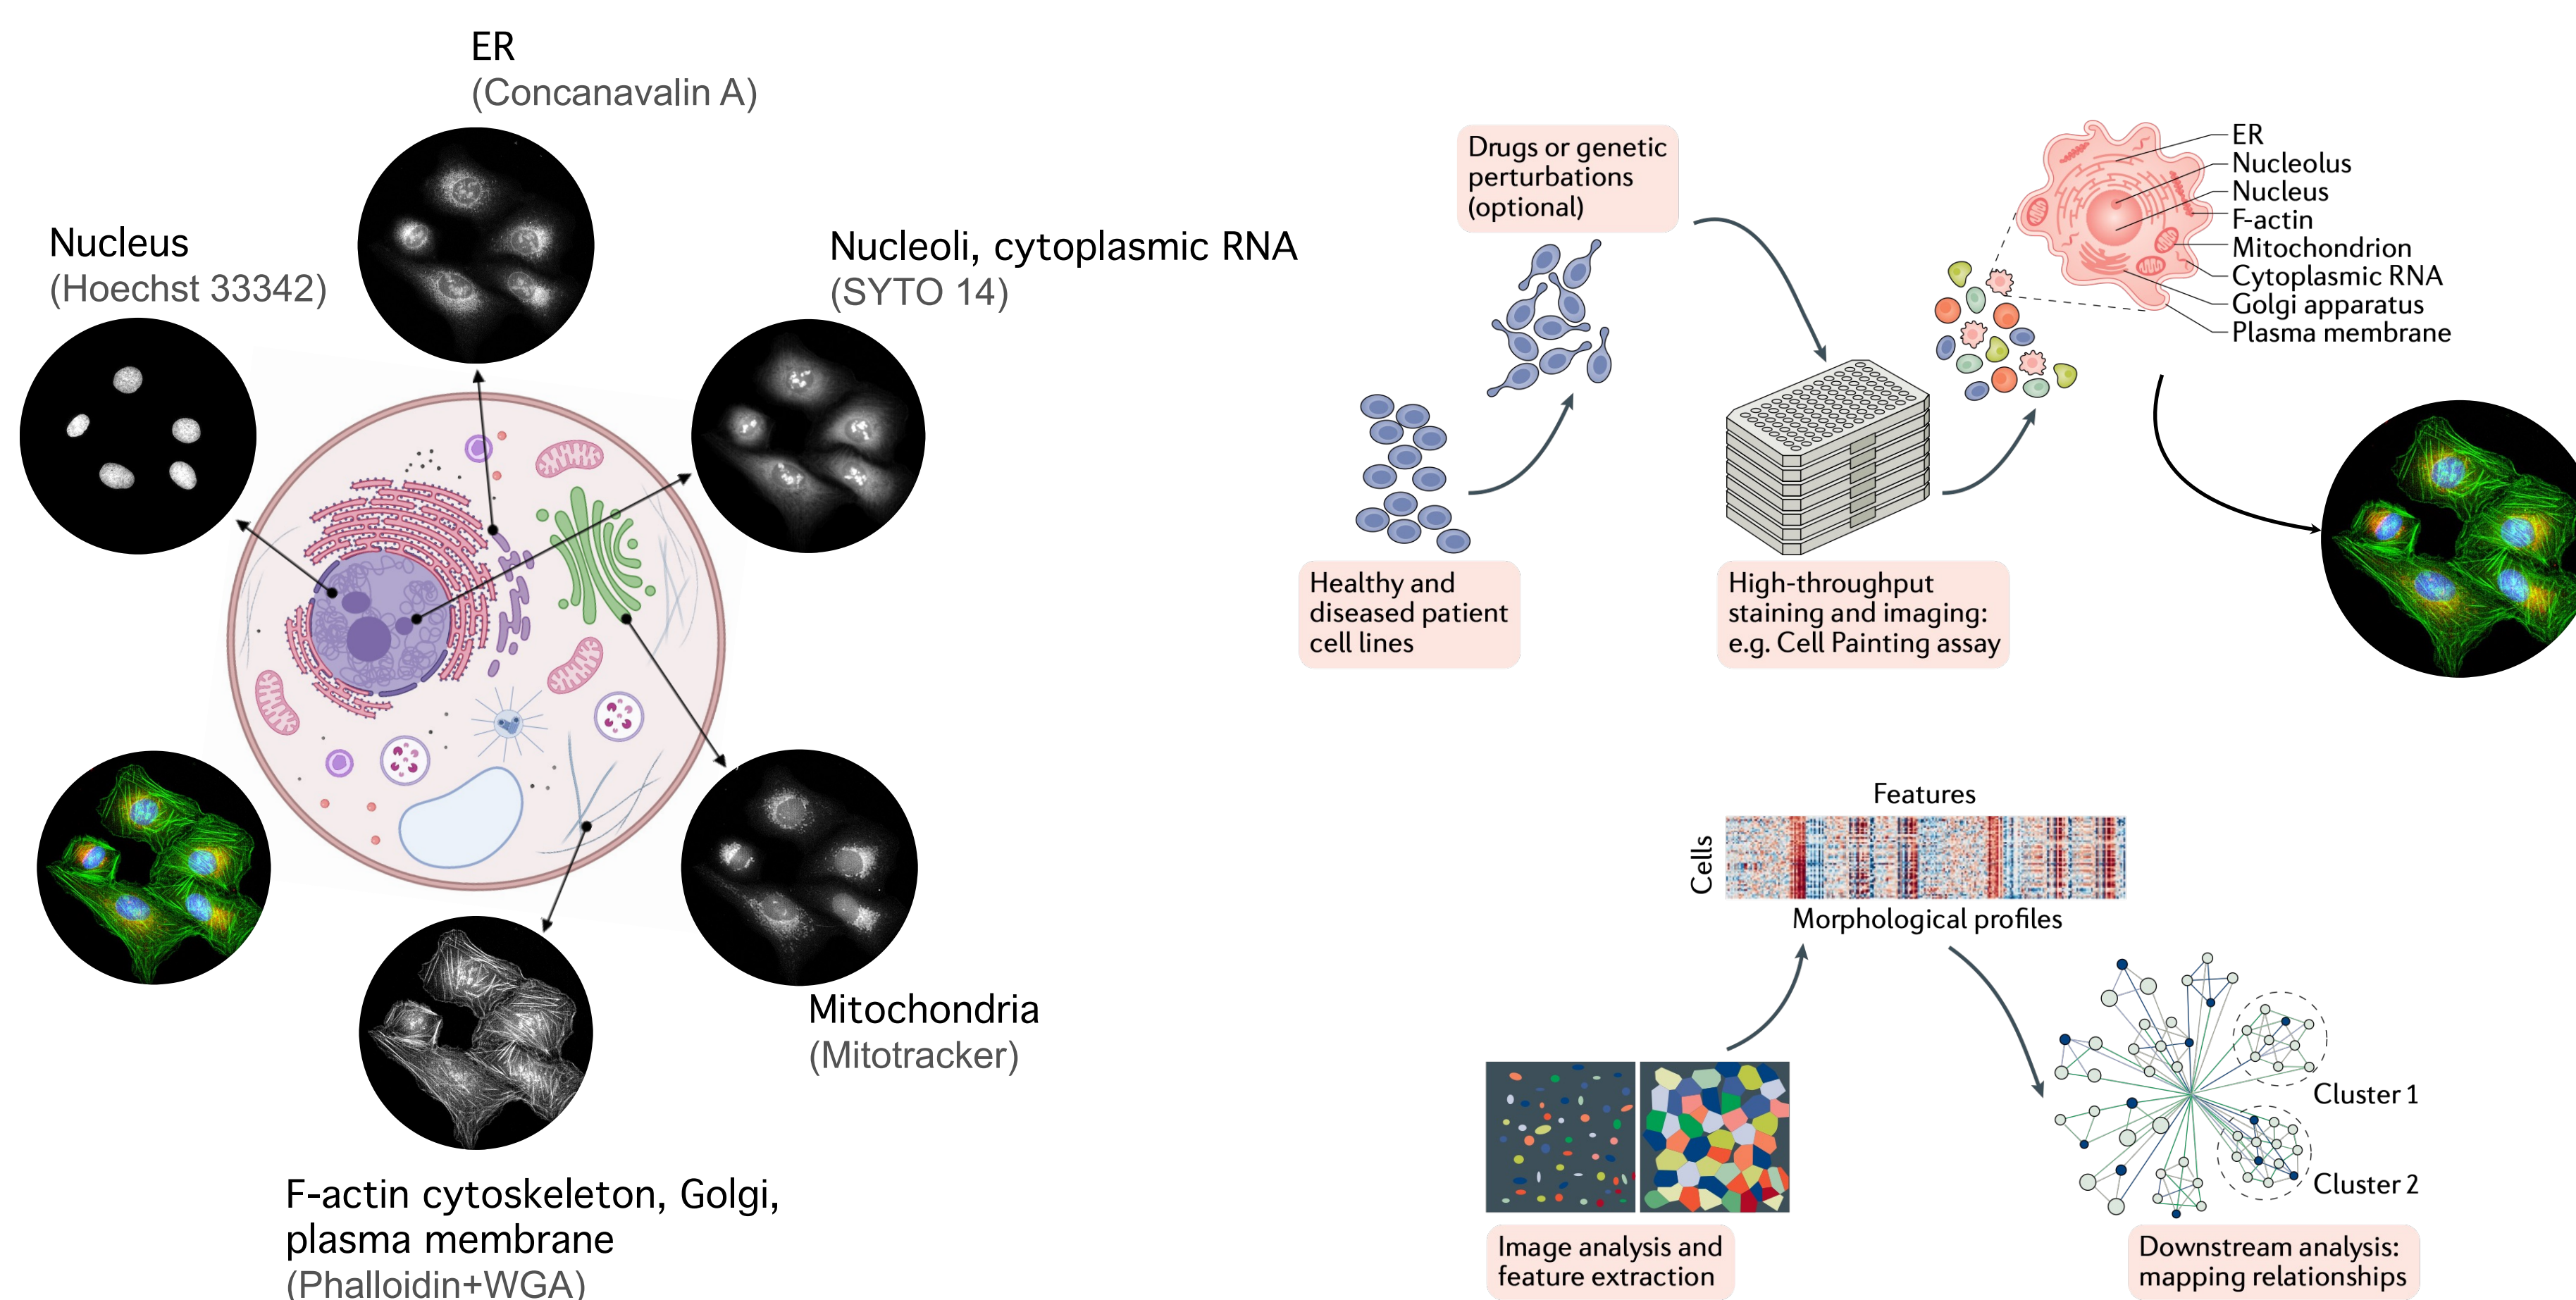 ER
(Concanavalin A)
Nucleus
(Hoechst 33342)
Nucleoli, cytoplasmic RNA
(SYTO 14)
Mitochondria
(Mitotracker)
F-actin cytoskeleton, Golgi,
plasma membrane
(Phalloidin+WGA)
Drugs or genetic
perturbations
(optional)
ER
Nucleolus
Nucleus
F-actin
Mitochondrion
Cytoplasmic RNA
Golgi apparatus
Plasma membrane
Healthy and
diseased patient
cell lines
High-throughput
staining and imaging:
e.g. Cell Painting assay
Features
Cells
Morphological profiles
Cluster 1
Cluster 2
Image analysis and
feature extraction
Downstream analysis:
mapping relationships